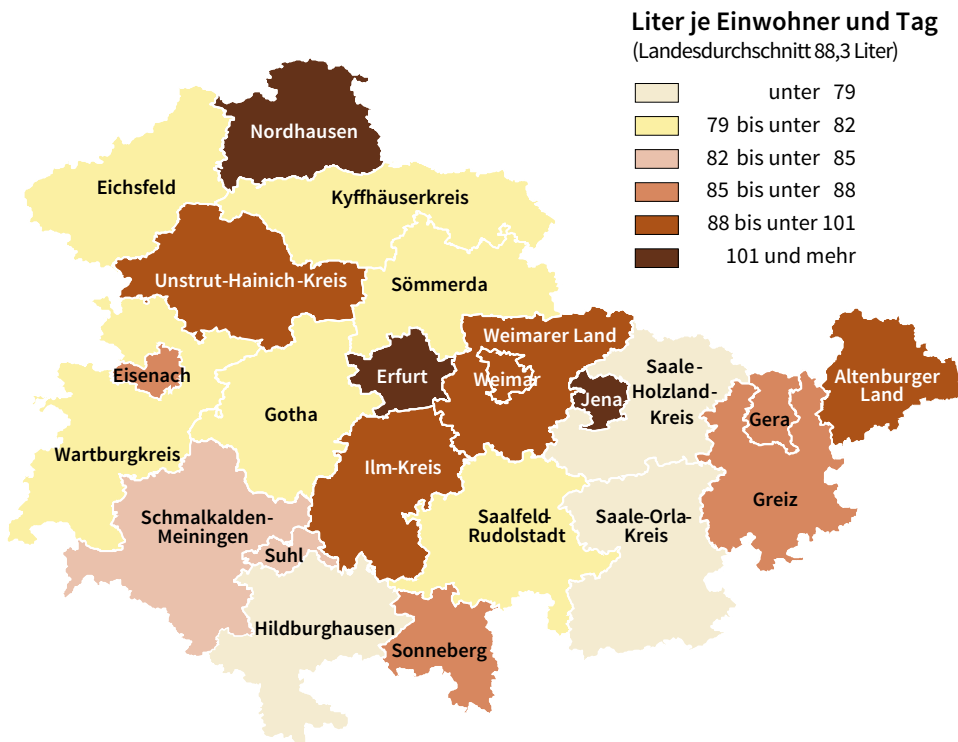 Liter je Einwohner und Tag
(Landesdurchschnitt 88,3 Liter)
unter 79
79 bis unter 82
82 bis unter 85
85 bis unter 88
88 bis unter 101
101 und mehr
Nordhausen
Eichsfeld
Kyffhäuserkreis
Unstrut-Hainich-Kreis
Sömmerda
Weimarer Land
Eisenach
Erfurt
Weimar
Jena
Saale-
Holzland-
Kreis
Altenburger
Land
Gotha
Gera
Wartburgkreis
Ilm-Kreis
Greiz
Schmalkalden-
Meiningen
Suhl
Saalfeld-
Rudolstadt
Saale-Orla-
Kreis
Hildburghausen
Sonneberg